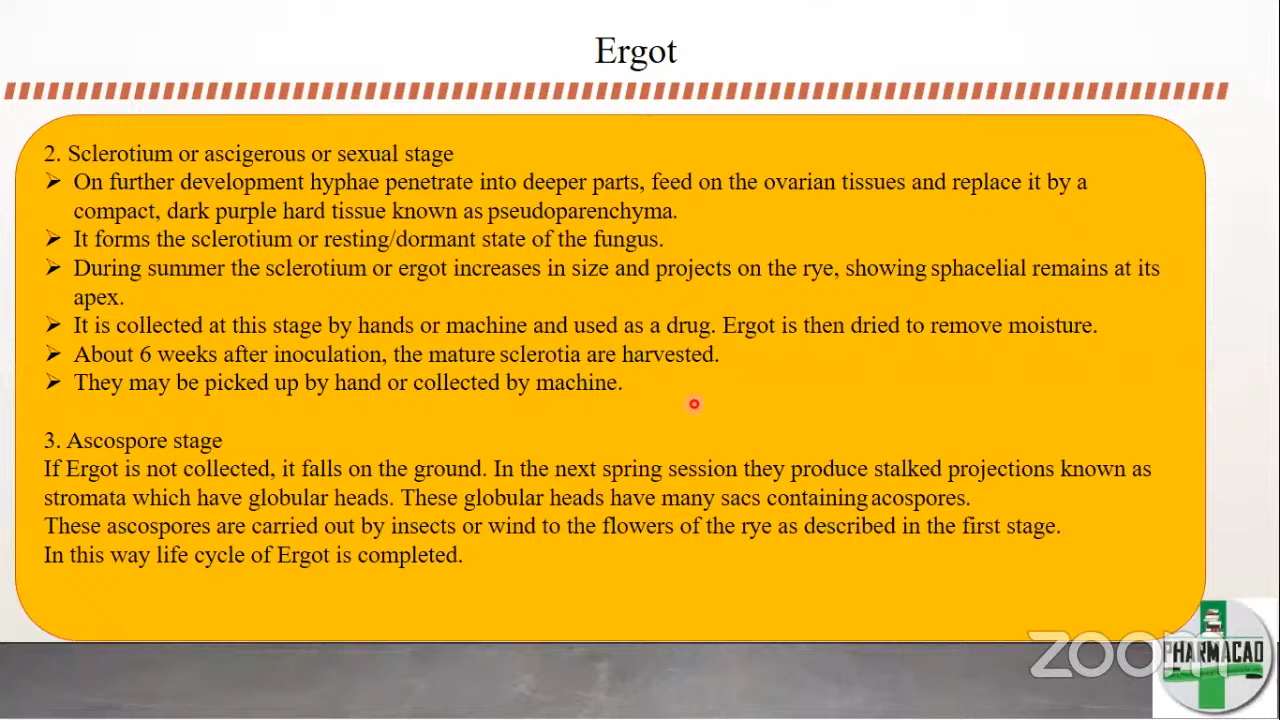 Ergot
2. Sclerotium or ascigerous or sexual stage
➢ On further development hyphae penetrate into deeper parts, feed on the ovarian tissues and replace it by a
compact, dark purple hard tissue known as pseudoparenchyma.
➢ It forms the sclerotium or resting/dormant state of the fungus.
➢ During summer the sclerotium or ergot increases in size and projects on the rye, showing sphacelial remains at its
apex.
➢ It is collected at this stage by hands or machine and used as a drug. Ergot is then dried to remove moisture.
➢ About 6 weeks after inoculation, the mature sclerotia are harvested.
➢ They may be picked up by hand or collected by machine.
3. Ascospore stage
If Ergot is not collected, it falls on the ground. In the next spring session they produce stalked projections known as
stromata which have globular heads. These globular heads have many sacs containing acospores.
These ascospores are carried out by insects or wind to the flowers of the rye as described in the first stage.
In this way life cycle of Ergot is completed.
zoom
PHARMACAD